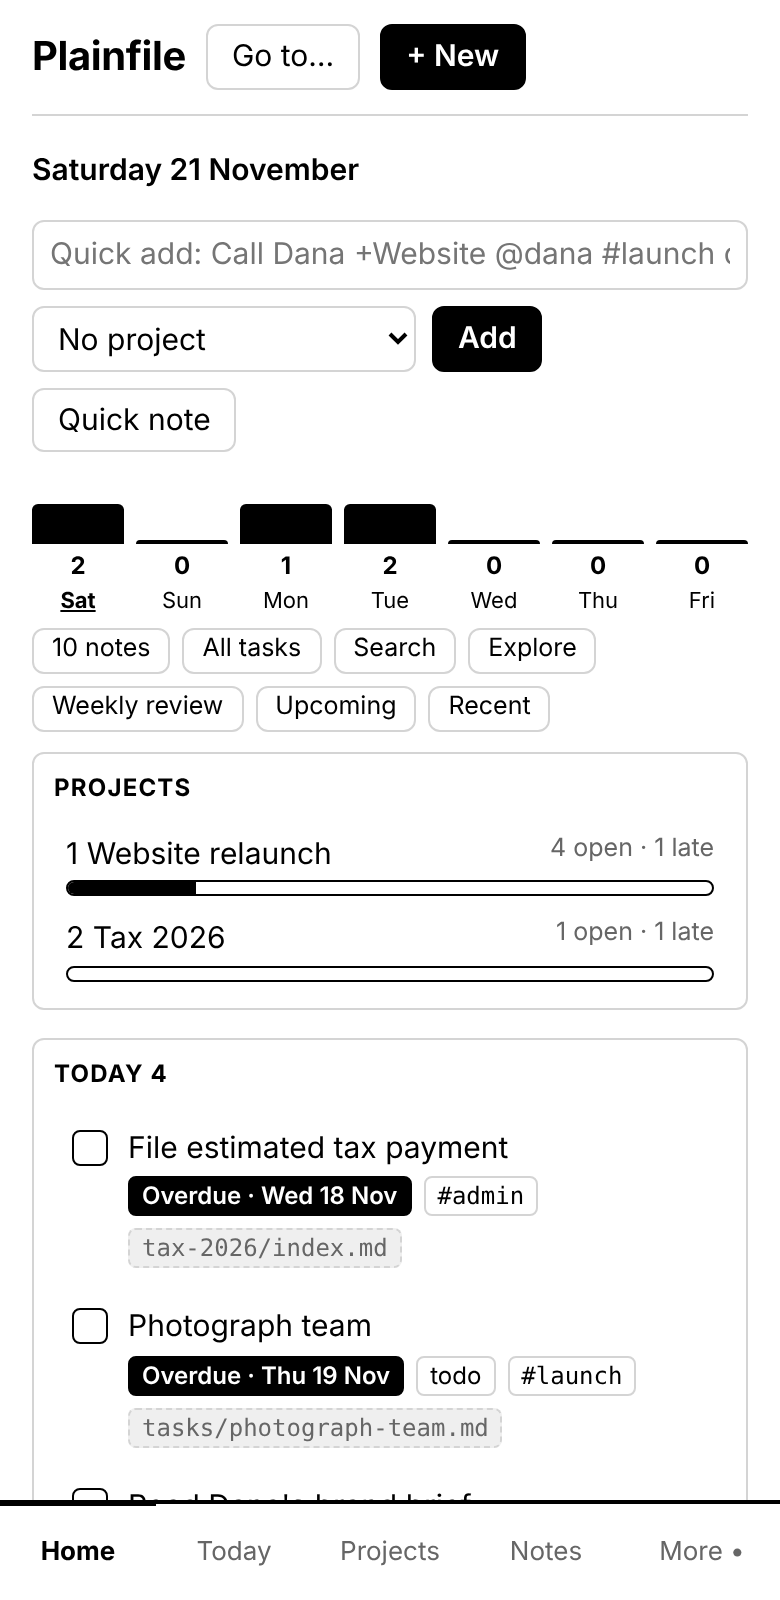 Plainfile Go to... + New
Saturday 21 November
Quick add: Call Dana +Website @dana #launch
No project Add
Quick note
2 0 1 2 0 0 0
Sat Sun Mon Tue Wed Thu Fri
10 notes All tasks Search Explore
Weekly review Upcoming Recent
PROJECTS
1 Website relaunch 4 open · 1 late
2 Tax 2026 1 open · 1 late
TODAY 4
File estimated tax payment
Overdue · Wed 18 Nov #admin
tax-2026/index.md
Photograph team
Overdue · Thu 19 Nov todo #launch
tasks/photograph-team.md
Read Dana's brand brief
Home Today Projects Notes More •